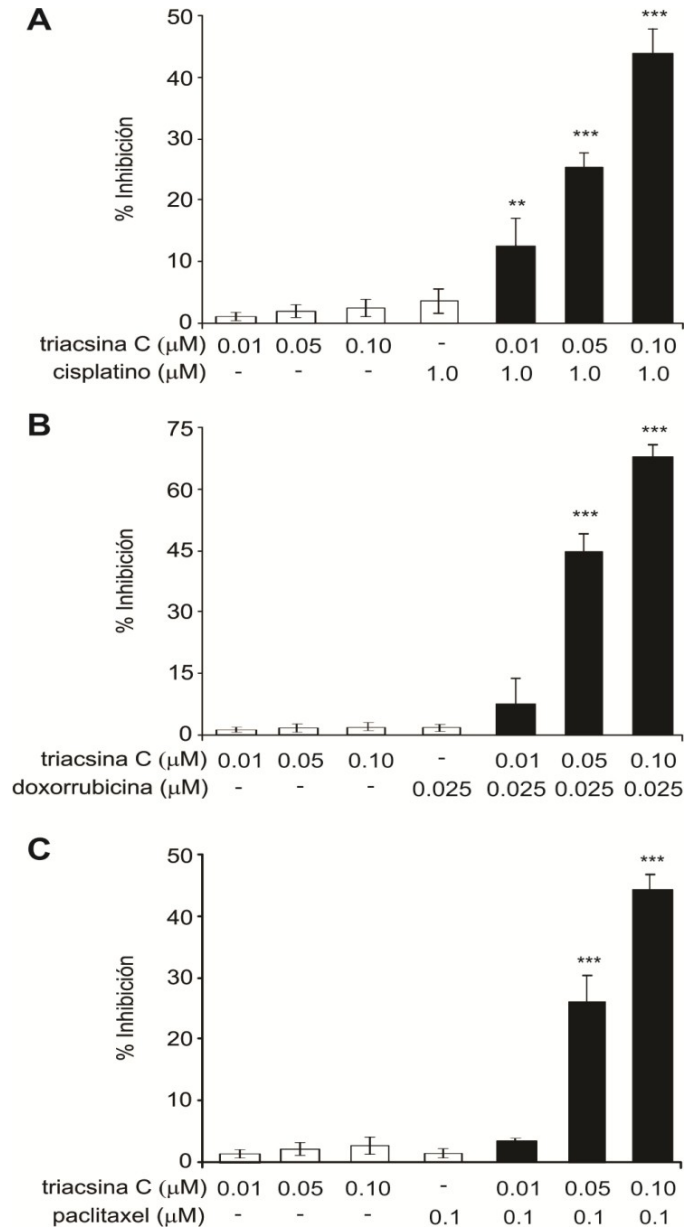 A
% Inhibición
50
40
30
20
10
0
**
***
***
triacsina C (μM) 0.01 0.05 0.10 - 0.01 0.05 0.10
cisplatino (μM) - - - 1.0 1.0 1.0 1.0
B
% Inhibición
75
60
45
30
15
0
***
***
triacsina C (μM) 0.01 0.05 0.10 - 0.01 0.05 0.10
doxorrubicina (μM) - - - 0.025 0.025 0.025 0.025
C
% Inhibición
50
40
30
20
10
0
***
***
triacsina C (μM) 0.01 0.05 0.10 - 0.01 0.05 0.10
paclitaxel (μM) - - - 0.1 0.1 0.1 0.1